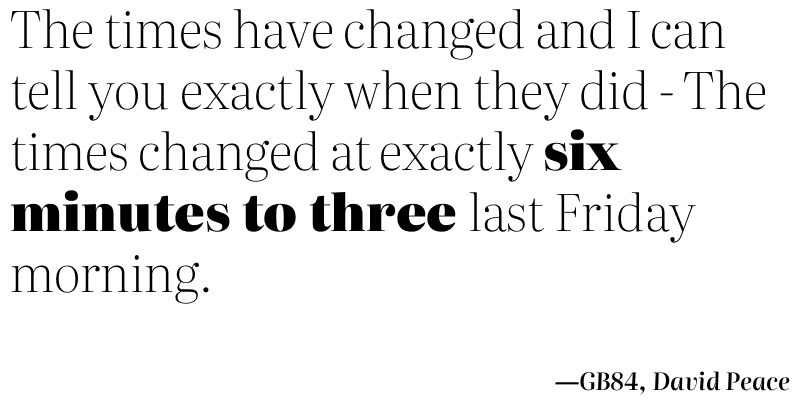 The times have changed and I can
tell you exactly when they did - The
times changed at exactly six
minutes to three last Friday
morning.
—GB84, David Peace